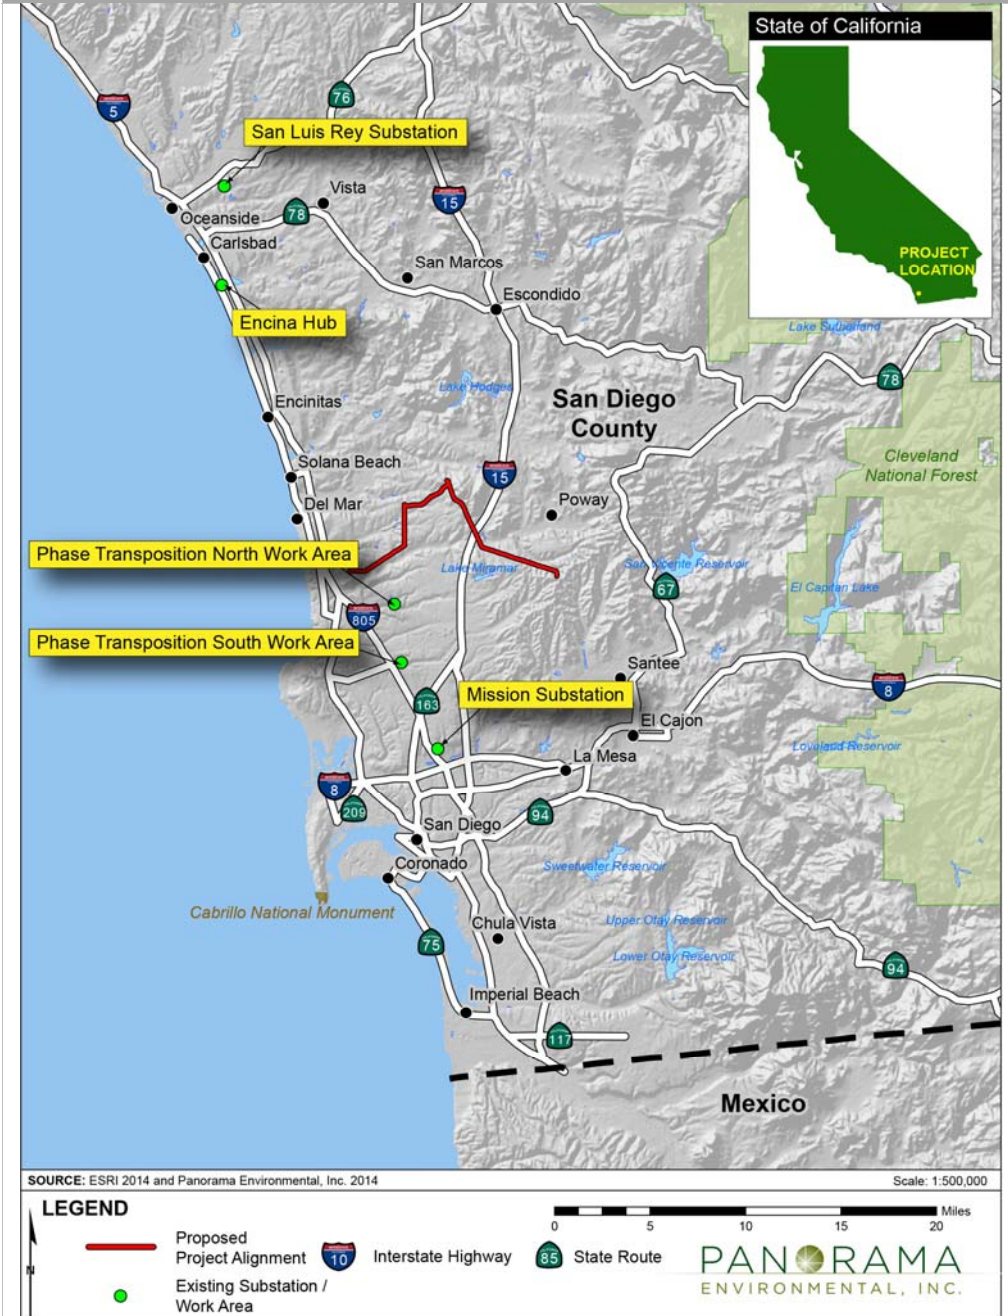 State of California
PROJECT
LOCATION
5
76
San Luis Rey Substation
15
Vista
78
Oceanside
Carlsbad
San Marcos
Escondido
Encina Hub
Lake Sutherland
78
Lake Hodges
San Diego
County
Encinitas
Cleveland
National Forest
Solana Beach
15
Del Mar
Poway
Phase Transposition North Work Area
Lake Miramar
San Vicente Reservoir
67
El Capitan Lake
805
Phase Transposition South Work Area
Santee
8
163
Mission Substation
El Cajon
Loveland Reservoir
La Mesa
8
209
94
San Diego
Coronado
Sweetwater Reservoir
Cabrillo National Monument
Chula Vista
Upper Otay Reservoir
75
Lower Otay Reservoir
94
Imperial Beach
117
Mexico
SOURCE: ESRI 2014 and Panorama Environmental, Inc. 2014
Scale: 1:500,000
LEGEND
Miles
0 5 10 15 20
N
Proposed
Project Alignment
10
Interstate Highway
85
State Route
Existing Substation /
Work Area
PANORAMA
ENVIRONMENTAL, INC.